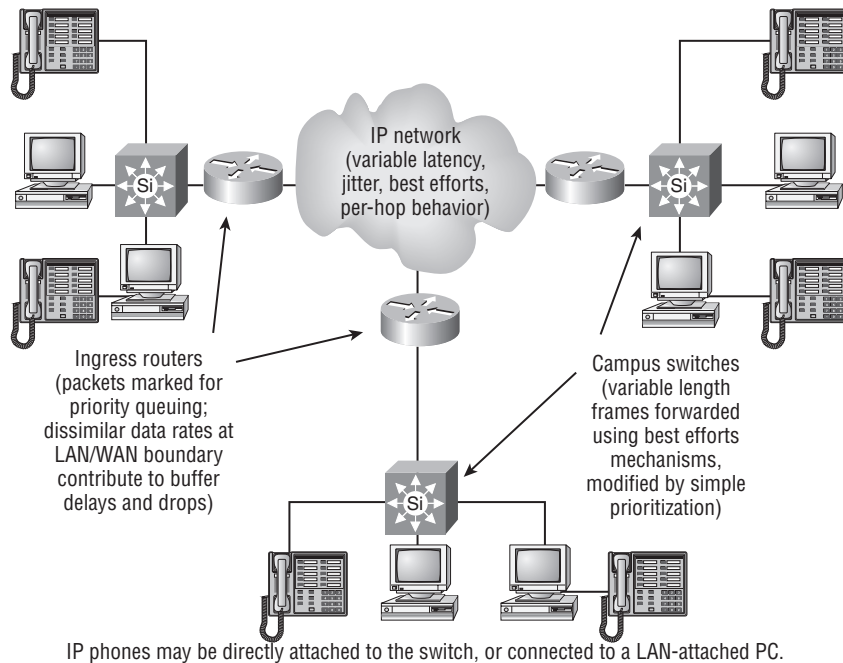 IP network
(variable latency,
jitter, best efforts,
per-hop behavior)
Si
Si
Ingress routers
(packets marked for
priority queuing;
dissimilar data rates at
LAN/WAN boundary
contribute to buffer
delays and drops)
Campus switches
(variable length
frames forwarded
using best efforts
mechanisms,
modified by simple
prioritization)
Si
IP phones may be directly attached to the switch, or connected to a LAN-attached PC.